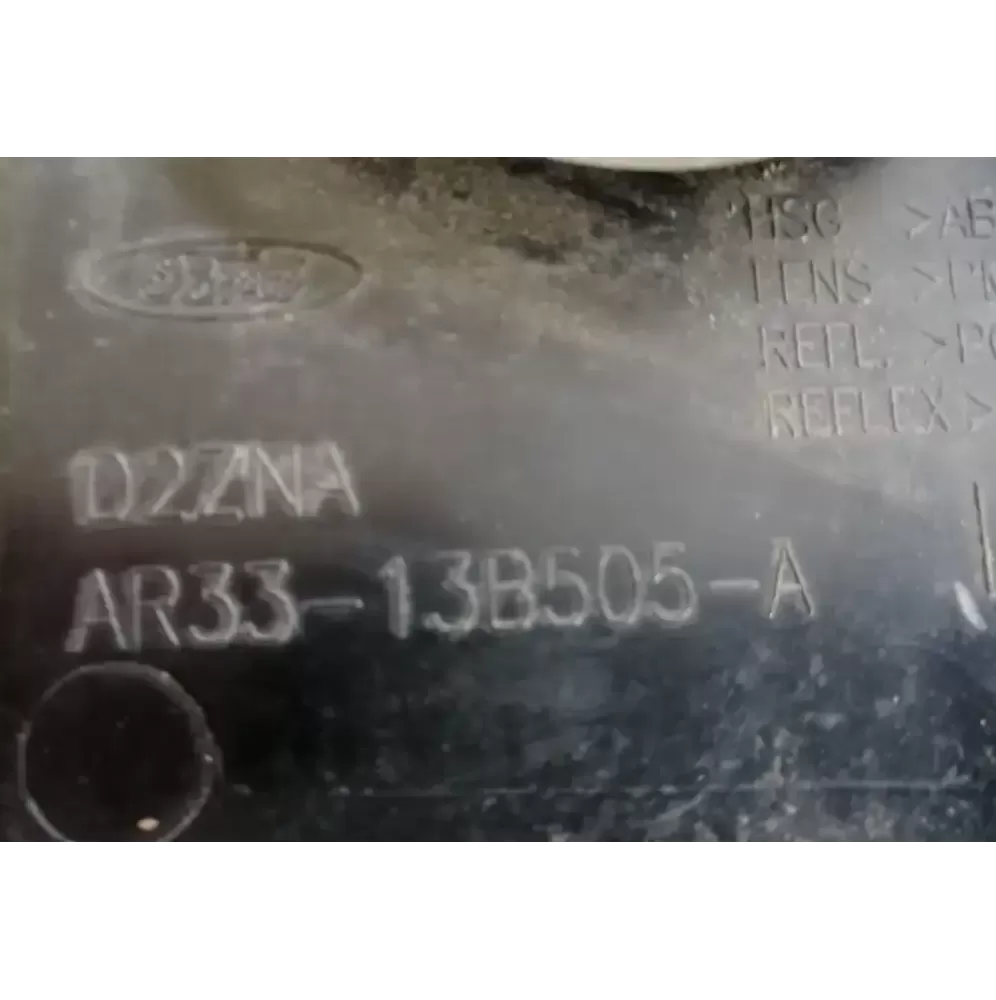 Ford
HSG >AB
LENS >PM
REFL. >PC
REFLEX >
D2ZNA
AR33-13B505-A